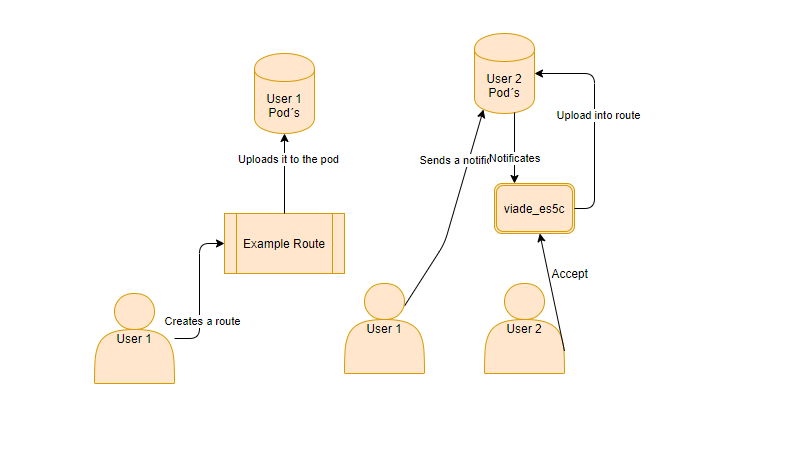 User 1
Pod´s
Uploads it to the pod
Example Route
Creates a route
User 1
User 2
Pod´s
Upload into route
Sends a notific
Notificates
viade_es5c
Accept
User 1
User 2